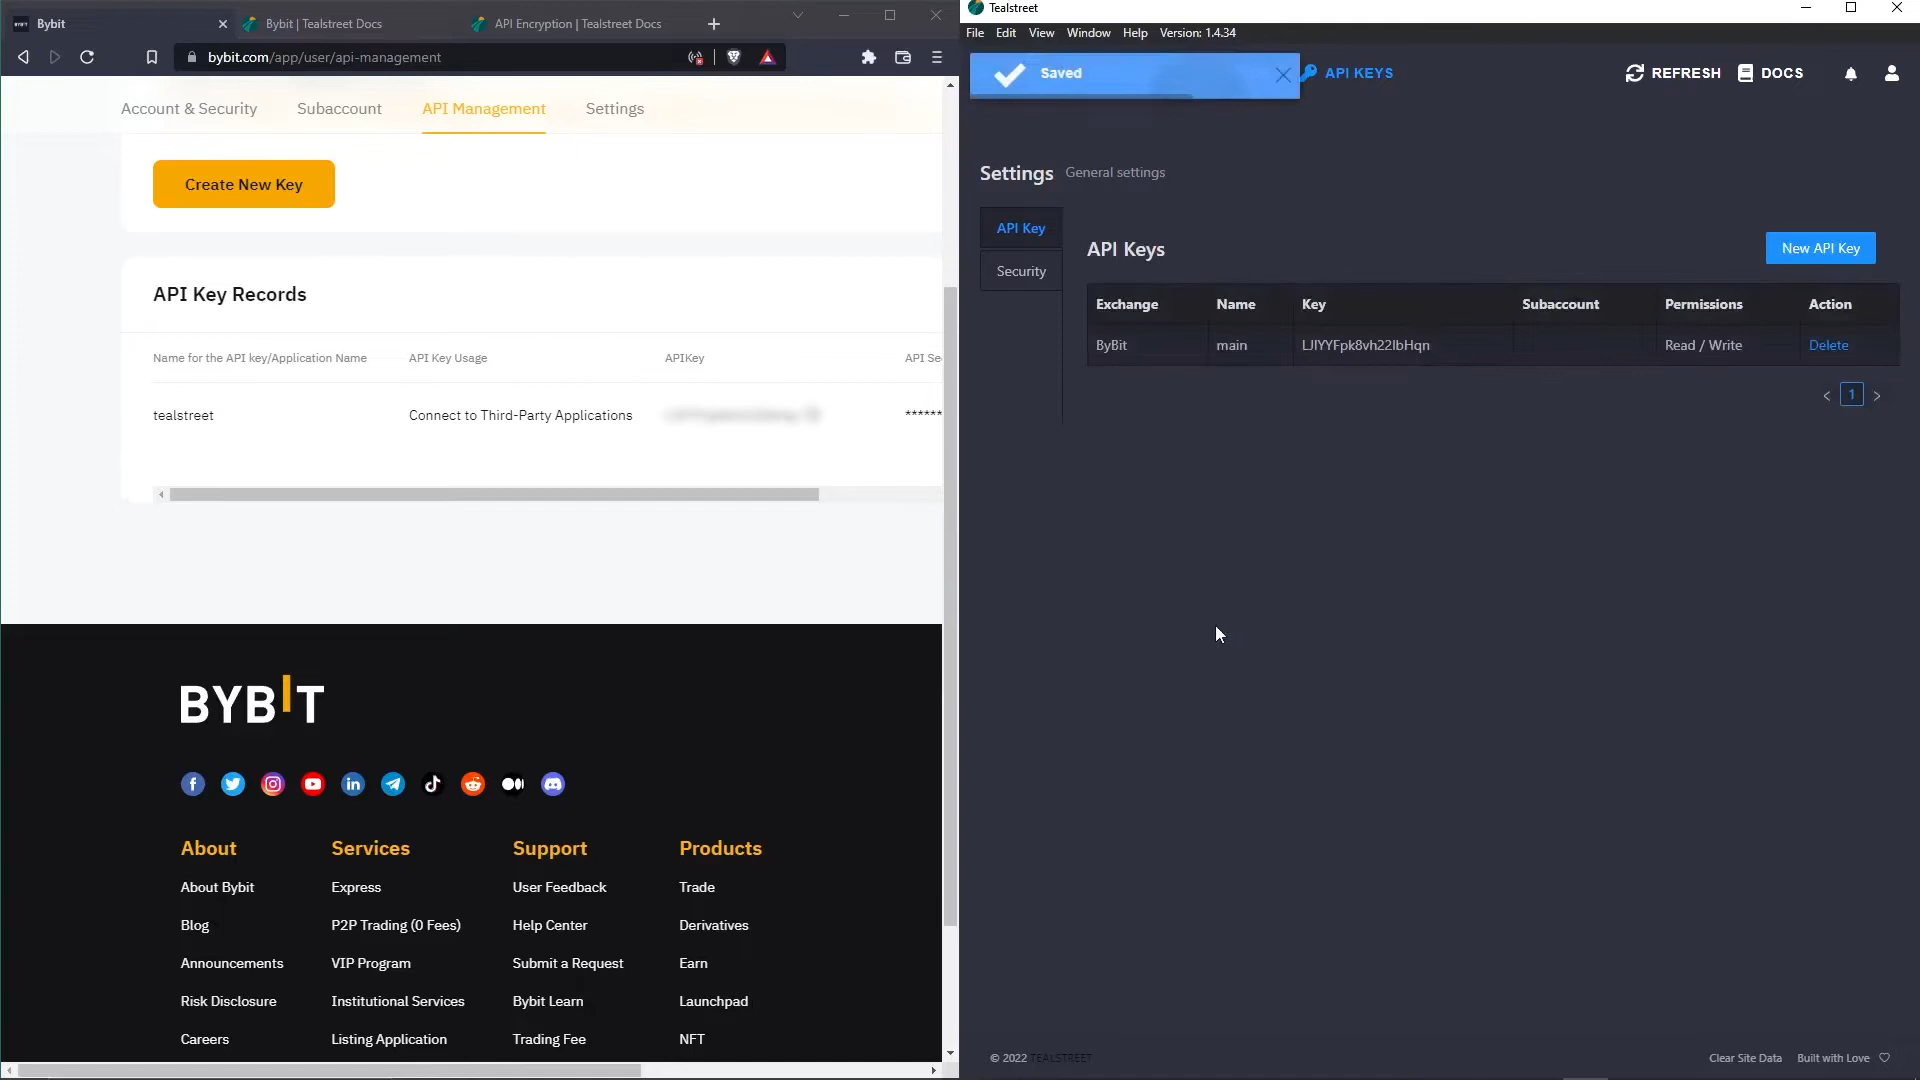 Bybit
Bybit | Tealstreet Docs
API Encryption | Tealstreet Docs
bybit.com/app/user/api-management
Account & Security
Subaccount
API Management
Settings
Create New Key
API Key Records
Name for the API key/Application Name
API Key Usage
APIKey
API Se
tealstreet
Connect to Third-Party Applications
******
BYBIT
About
Services
Support
Products
About Bybit
Express
User Feedback
Trade
Blog
P2P Trading (0 Fees)
Help Center
Derivatives
Announcements
VIP Program
Submit a Request
Earn
Risk Disclosure
Institutional Services
Bybit Learn
Launchpad
Careers
Listing Application
Trading Fee
NFT
Tealstreet
File Edit View Window Help Version: 1.4.34
Saved
API KEYS
REFRESH
DOCS
Settings General settings
API Key
Security
API Keys
New API Key
Exchange Name Key Subaccount Permissions Action
ByBit main LJIYYFpk8vh22lbHqn Read / Write Delete
< 1 >
© 2022 TEALSTREET
Clear Site Data
Built with Love